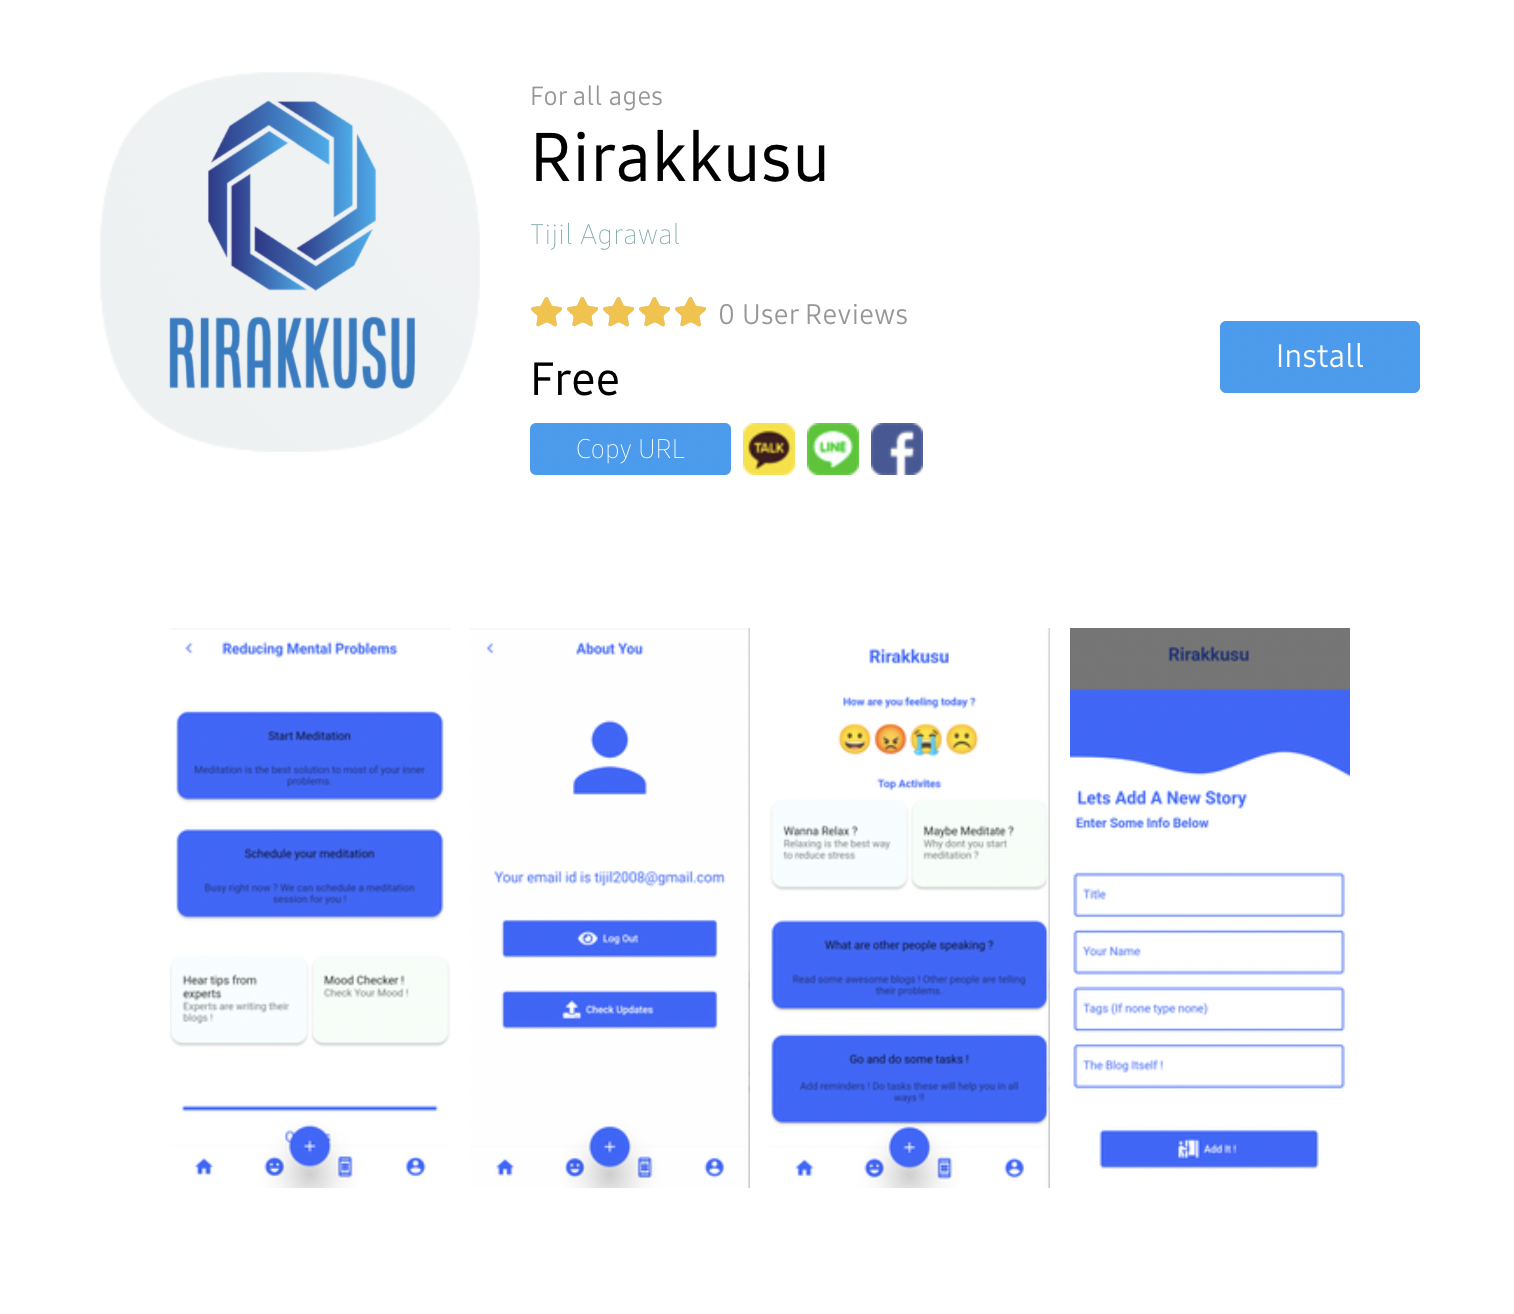 For all ages
Rirakkusu
Tijil Agrawal
0 User Reviews
Free
Install
Copy URL
TALK
LINE
RIRAKKUSU
Reducing Mental Problems
Start Meditation
Meditation is the best solution to most of your inner
problems.
Schedule your meditation
Busy right now ? We can schedule a meditation
session for you !
Hear tips from
experts
Experts are writing their
blogs !
Mood Checker !
Check Your Mood !
About You
Your email id is tijil2008@gmail.com
Log Out
Check Updates
Rirakkusu
How are you feeling today ?
Top Activites
Wanna Relax ?
Relaxing is the best way
to reduce stress
Maybe Meditate ?
Why dont you start
meditation ?
What are other people speaking ?
Read some awesome blogs ! Other people are telling
their problems.
Go and do some tasks !
Add reminders ! Do tasks these will help you in all
ways !!
Rirakkusu
Lets Add A New Story
Enter Some Info Below
Title
Your Name
Tags (If none type none)
The Blog Itself !
Add It !